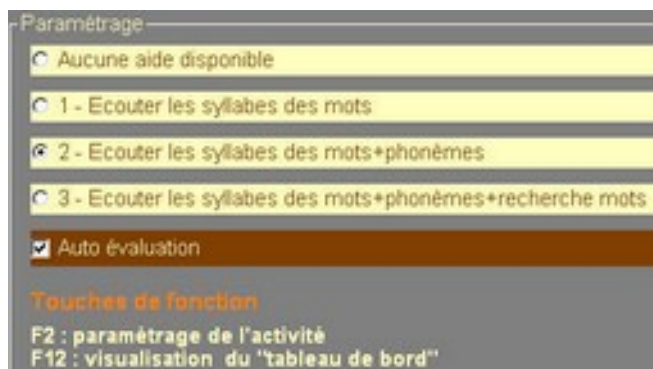 Paramétrage
Aucune aide disponible
1 - Ecouter les syllabes des mots
2 - Ecouter les syllabes des mots+phonèmes
3 - Ecouter les syllabes des mots+phonèmes+recherche mots
Auto évaluation
Touches de fonction
F2 : paramétrage de l'activité
F12 : visualisation du "tableau de bord"